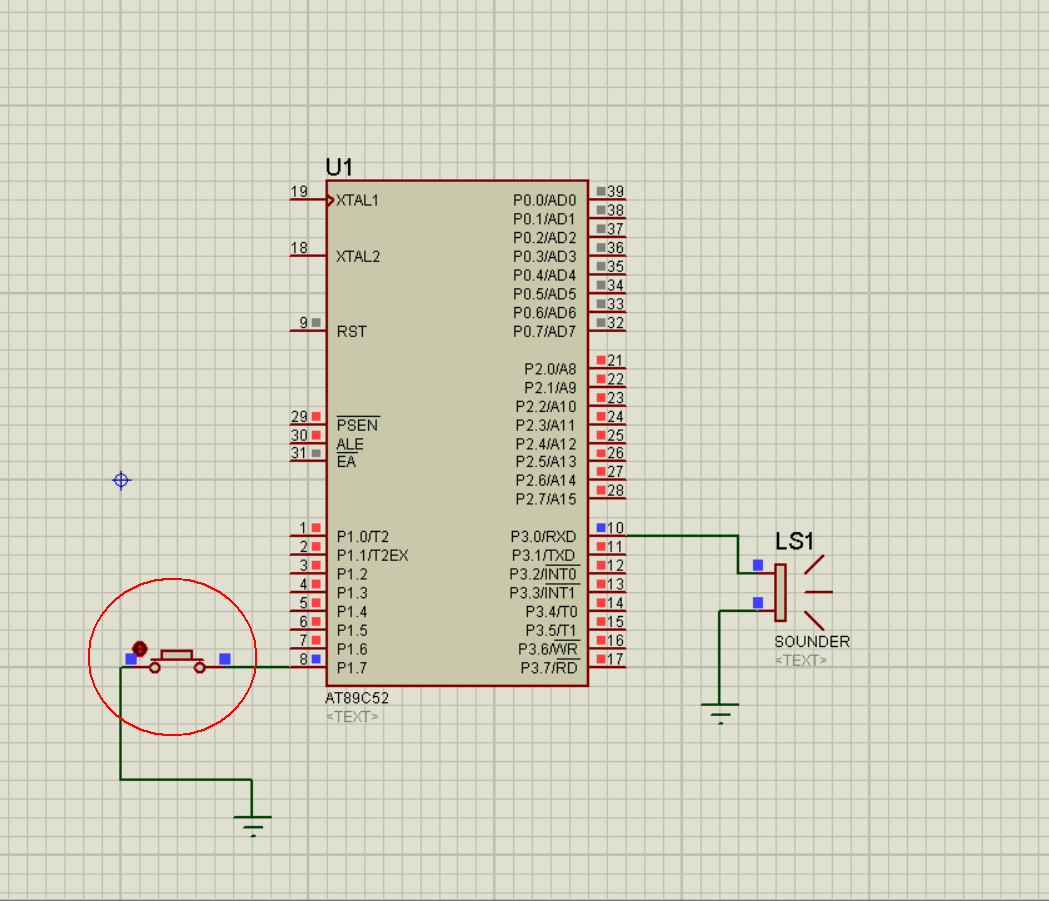 U1
19 XTAL1
18 XTAL2
9 RST
29 PSEN
30 ALE
31 EA
1 P1.0/T2
2 P1.1/T2EX
3 P1.2
4 P1.3
5 P1.4
6 P1.5
7 P1.6
8 P1.7
P0.0/AD0 39
P0.1/AD1 38
P0.2/AD2 37
P0.3/AD3 36
P0.4/AD4 35
P0.5/AD5 34
P0.6/AD6 33
P0.7/AD7 32
P2.0/A8 21
P2.1/A9 22
P2.2/A10 23
P2.3/A11 24
P2.4/A12 25
P2.5/A13 26
P2.6/A14 27
P2.7/A15 28
P3.0/RXD 10
P3.1/TXD 11
P3.2/INT0 12
P3.3/INT1 13
P3.4/T0 14
P3.5/T1 15
P3.6/WR 16
P3.7/RD 17
AT89C52
<TEXT>
LS1
SOUNDER
<TEXT>